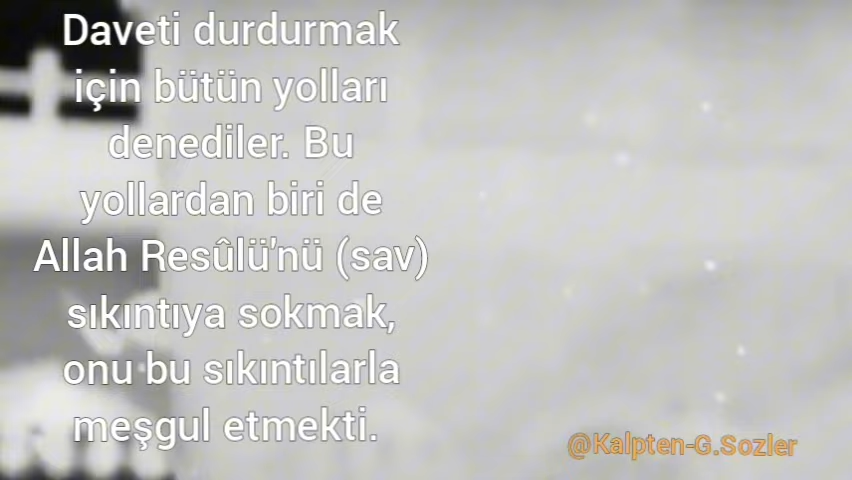 Daveti durdurmak
için bütün yolları
denediler. Bu
yollardan biri de
Allah Resûlü'nü (sav)
sıkıntıya sokmak,
onu bu sıkıntılarla
meşgul etmekti.
@Kalpten-G.Sozler